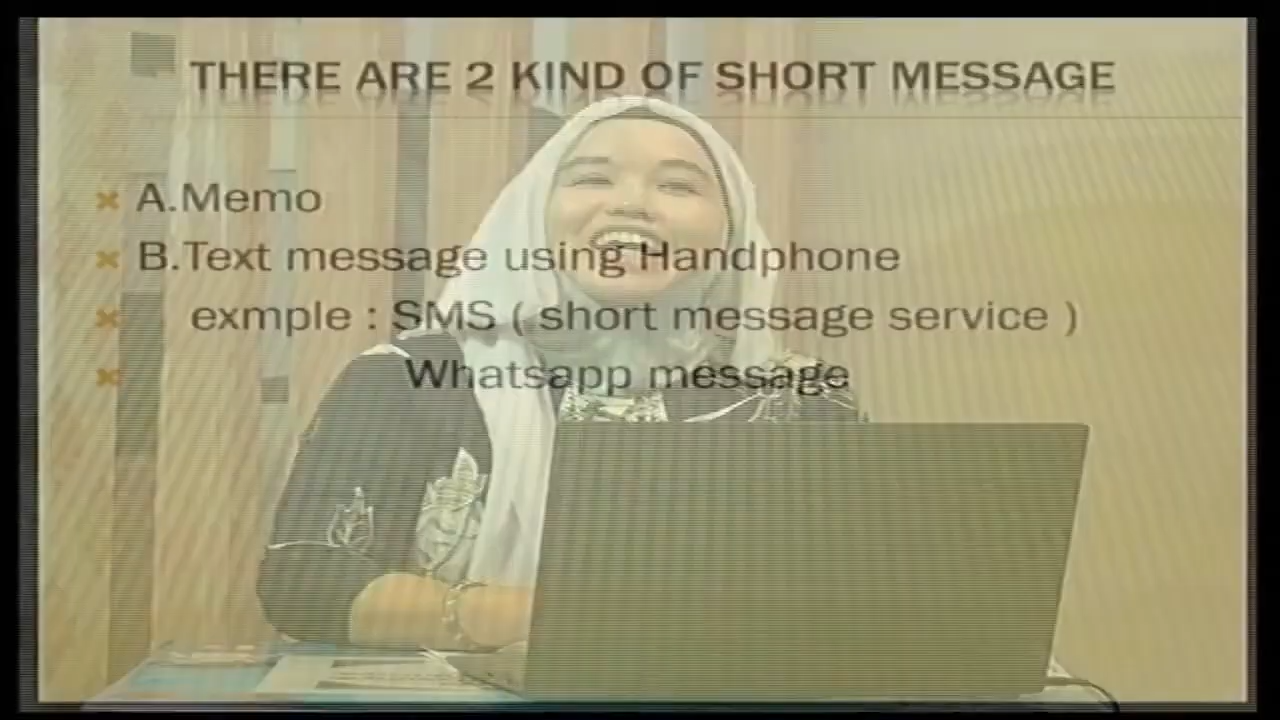 THERE ARE 2 KIND OF SHORT MESSAGE
A.Memo
B.Text message using Handphone
exmple : SMS ( short message service )
Whatsapp message